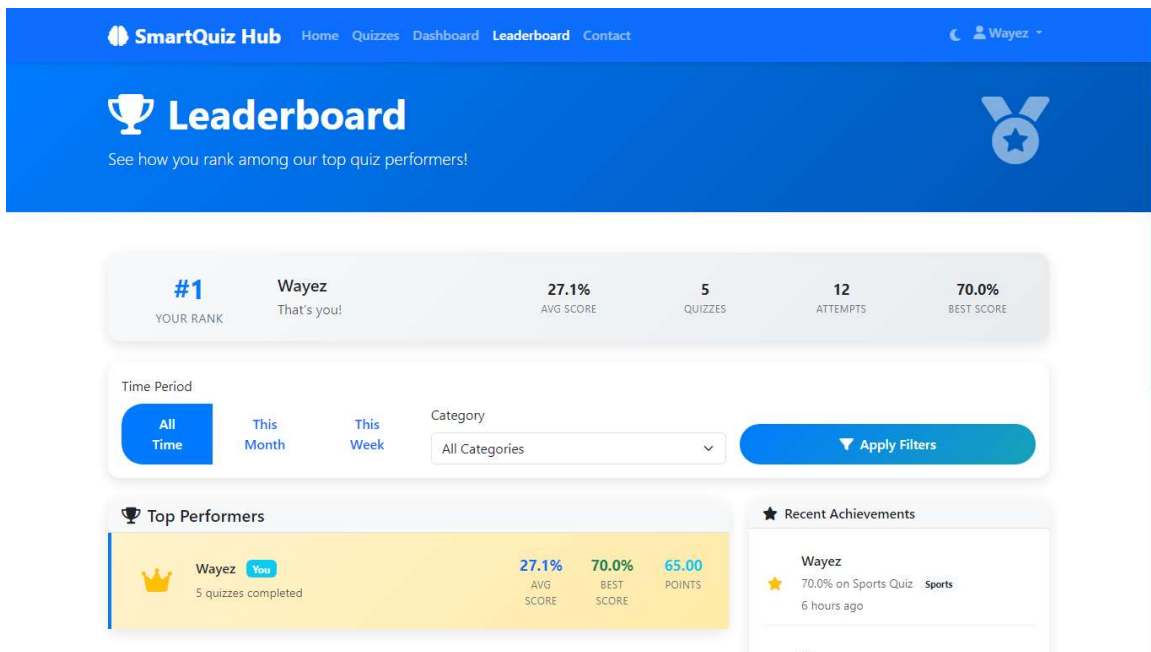 SmartQuiz Hub Home Quizzes Dashboard Leaderboard Contact Wayez
Leaderboard
See how you rank among our top quiz performers!
#1
YOUR RANK
Wayez
That's you!
27.1%
AVG SCORE
5
QUIZZES
12
ATTEMPTS
70.0%
BEST SCORE
Time Period
All
Time
This
Month
This
Week
Category
All Categories
Apply Filters
Top Performers
Wayez You
5 quizzes completed
27.1%
AVG
SCORE
70.0%
BEST
SCORE
65.00
POINTS
Recent Achievements
Wayez
70.0% on Sports Quiz Sports
6 hours ago